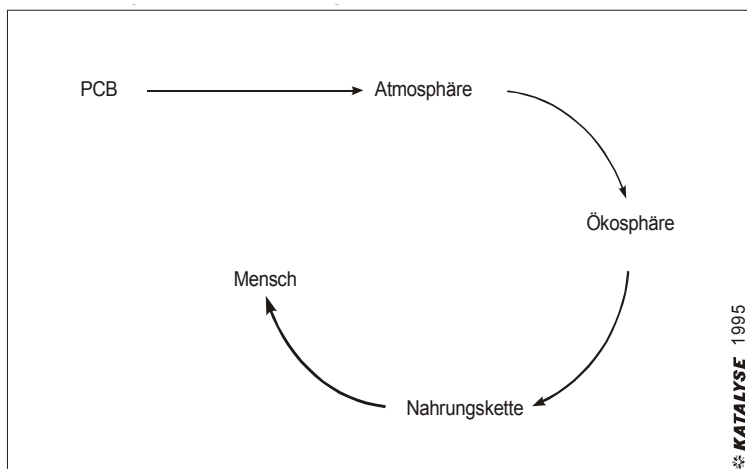 PCB
Atmosphäre
Ökosphäre
Mensch
Nahrungskette
KATALYSE 1995